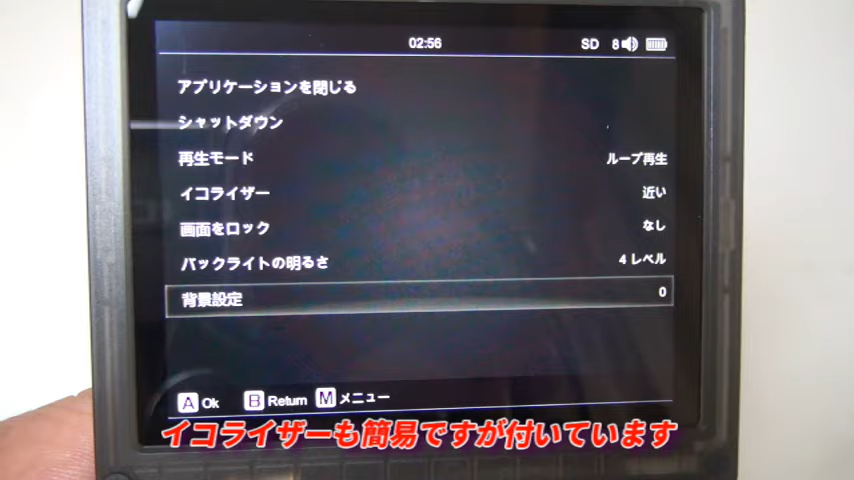 02:56 SD 8
アプリケーションを閉じる
シャットダウン
再生モード ループ再生
イコライザー 近い
画面をロック なし
バックライトの明るさ 4 レベル
背景設定 0
A Ok B Return M メニュー
イコライザーも簡易ですが付いています